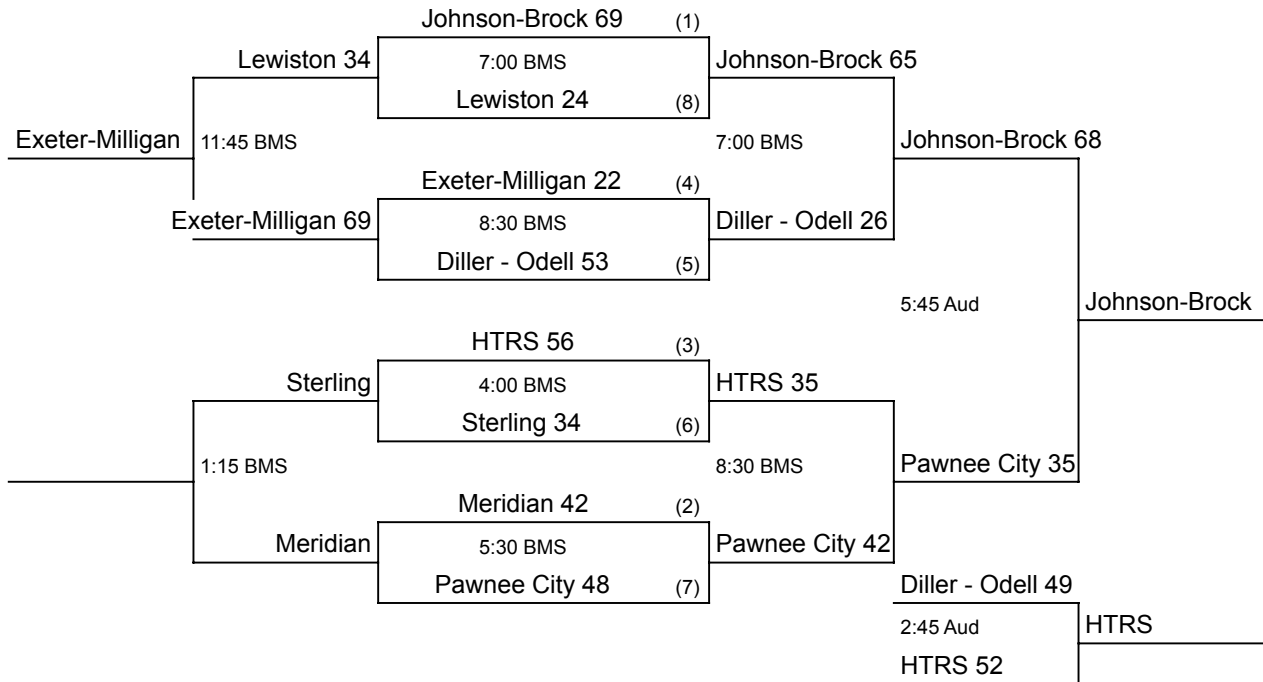 Johnson-Brock 69 (1)
Lewiston 34 7:00 BMS Johnson-Brock 65
Lewiston 24 (8)
Exeter-Milligan 11:45 BMS 7:00 BMS Johnson-Brock 68
Exeter-Milligan 22 (4)
Exeter-Milligan 69 8:30 BMS Diller - Odell 26
Diller - Odell 53 (5)
5:45 Aud Johnson-Brock
HTRS 56 (3)
Sterling 4:00 BMS HTRS 35
Sterling 34 (6)
1:15 BMS 8:30 BMS Pawnee City 35
Meridian 42 (2)
Meridian 5:30 BMS Pawnee City 42
Pawnee City 48 (7) Diller - Odell 49
2:45 Aud HTRS
HTRS 52